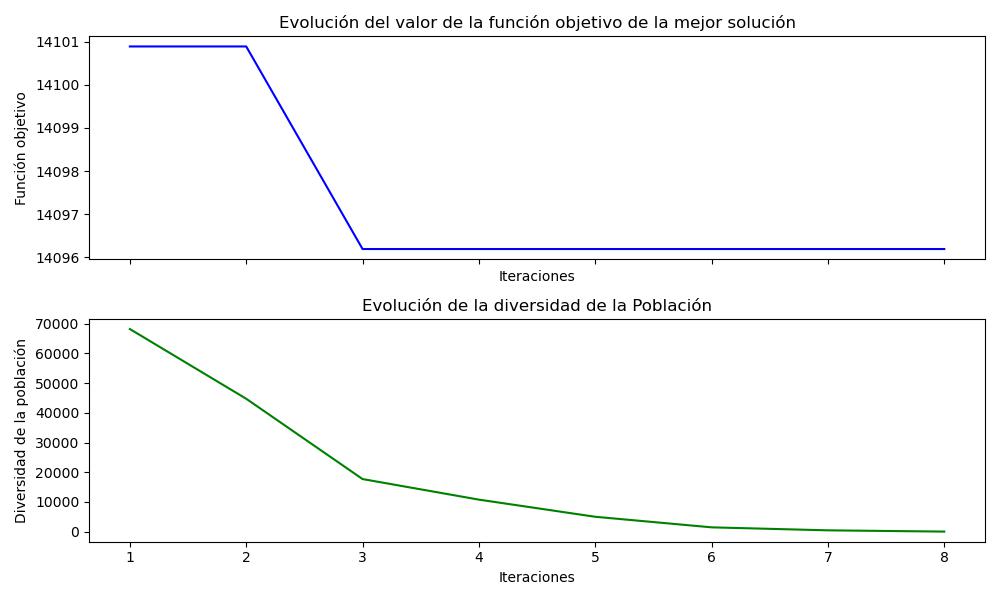 Evolución del valor de la función objetivo de la mejor solución
14101
14100
14099
14098
14097
14096
Función objetivo
Iteraciones
Evolución de la diversidad de la Población
70000
60000
50000
40000
30000
20000
10000
0
Diversidad de la población
1 2 3 4 5 6 7 8
Iteraciones